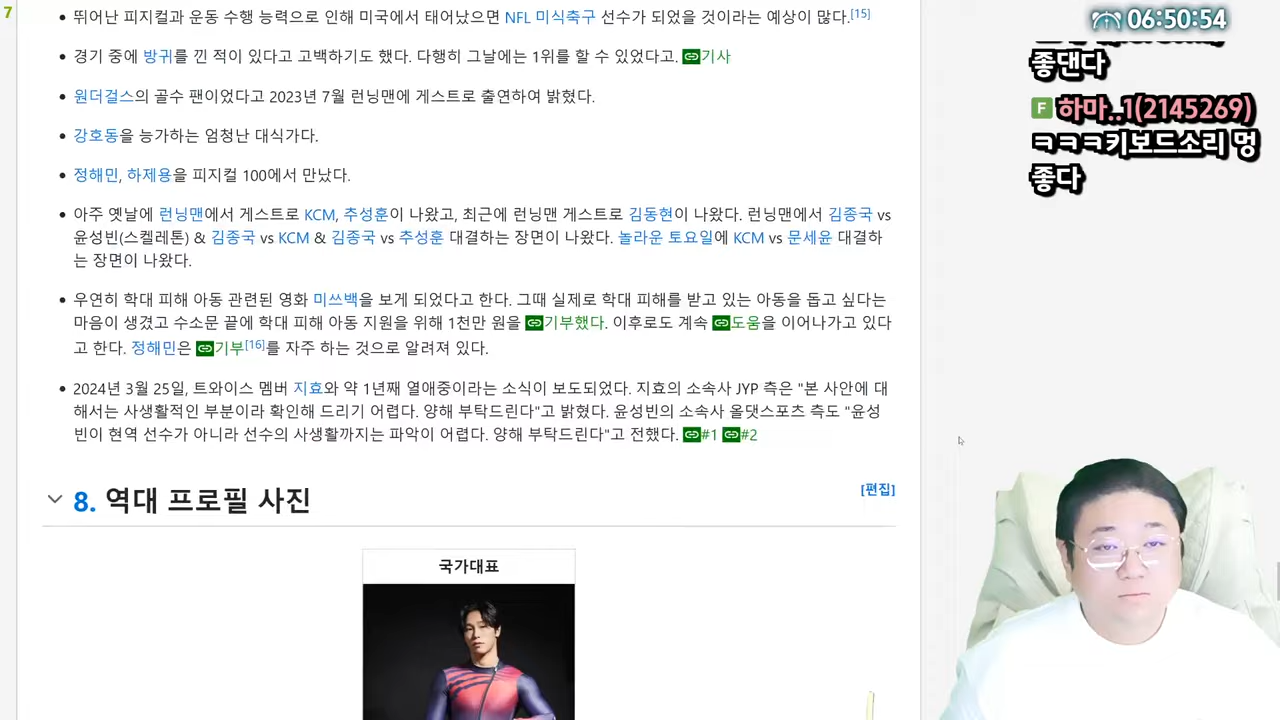 7
뛰어난 피지컬과 운동 수행 능력으로 인해 미국에서 태어났으면 NFL 미식축구 선수가 되었을 것이라는 예상이 많다.[15]
경기 중에 방귀를 낀 적이 있다고 고백하기도 했다. 다행히 그날에는 1위를 할 수 있었다고. 기사
원더걸스의 골수 팬이었다고 2023년 7월 런닝맨에 게스트로 출연하여 밝혔다.
강호동을 능가하는 엄청난 대식가다.
정해민, 하제용을 피지컬 100에서 만났다.
아주 옛날에 런닝맨에서 게스트로 KCM, 추성훈이 나왔고, 최근에 런닝맨 게스트로 김동현이 나왔다. 런닝맨에서 김종국 vs
윤성빈(스켈레톤) & 김종국 vs KCM & 김종국 vs 추성훈 대결하는 장면이 나왔다. 놀라운 토요일에 KCM vs 문세윤 대결하
는 장면이 나왔다.
우연히 학대 피해 아동 관련된 영화 미쓰백을 보게 되었다고 한다. 그때 실제로 학대 피해를 받고 있는 아동을 돕고 싶다는
마음이 생겼고 수소문 끝에 학대 피해 아동 지원을 위해 1천만 원을 기부했다. 이후로도 계속 도움을 이어나가고 있다
고 한다. 정해민은 기부[16]를 자주 하는 것으로 알려져 있다.
2024년 3월 25일, 트와이스 멤버 지효와 약 1년째 열애중이라는 소식이 보도되었다. 지효의 소속사 JYP 측은 "본 사안에 대
해서는 사생활적인 부분이라 확인해 드리기 어렵다. 양해 부탁드린다"고 밝혔다. 윤성빈의 소속사 올댓스포츠 측도 "윤성
빈이 현역 선수가 아니라 선수의 사생활까지는 파악이 어렵다. 양해 부탁드린다"고 전했다. #1 #2
8. 역대 프로필 사진
[편집]
국가대표
06:50:54
좋댄다
F 하마..1(2145269)
ㅋㅋㅋ키보드소리 멍
좋다